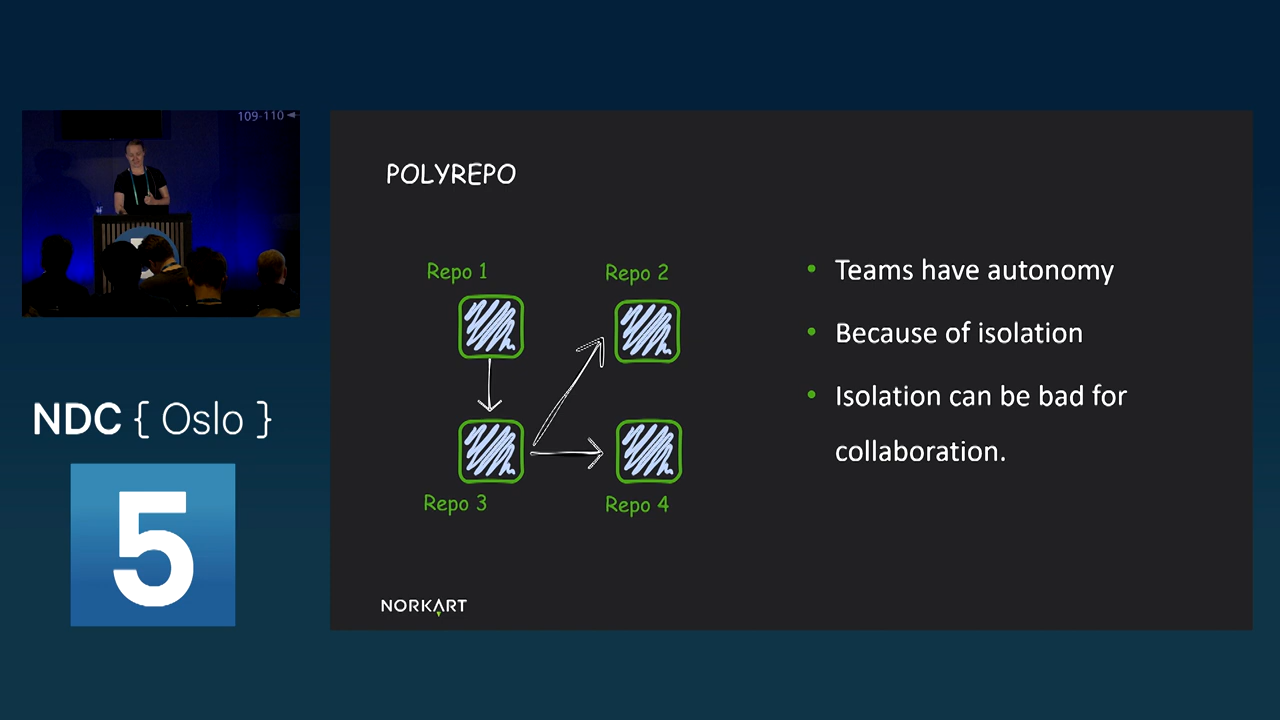 109-110
NDC { Oslo }
5
POLYREPO
Repo 1
Repo 2
Repo 3
Repo 4
• Teams have autonomy
• Because of isolation
• Isolation can be bad for
collaboration.
NORKART